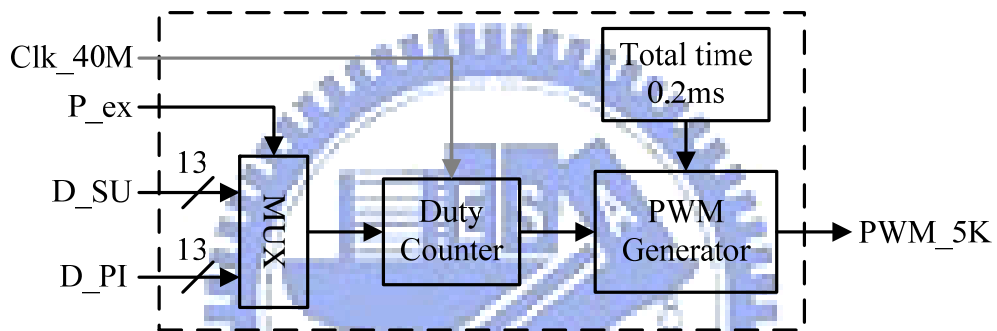 Clk_40M
P_ex
D_SU
13
D_PI
13
MUX
Duty
Counter
Total time
0.2ms
PWM
Generator
PWM_5K